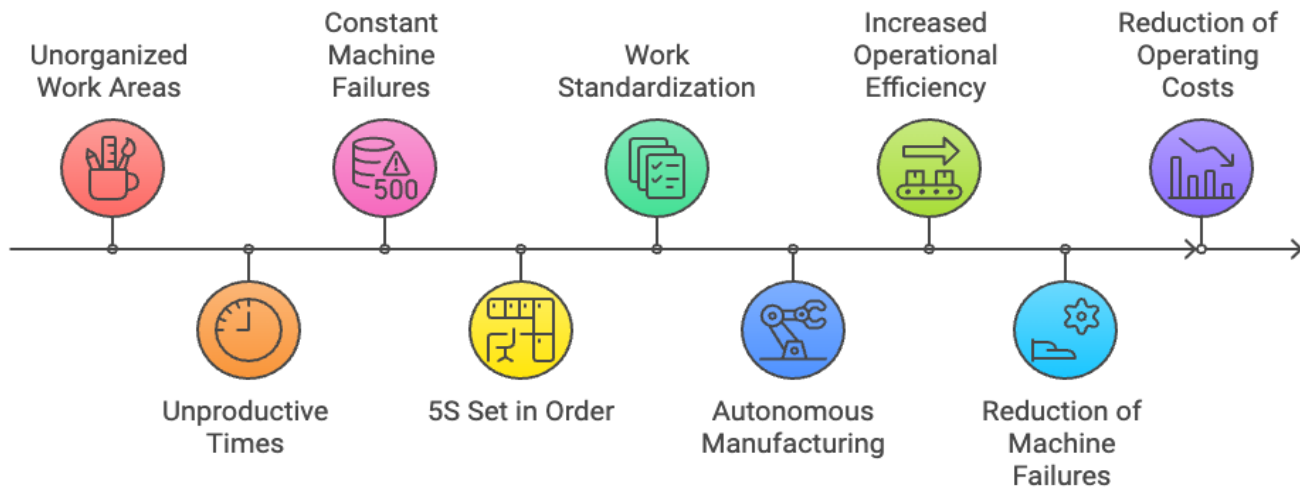 Unorganized
Work Areas
Unproductive
Times
Constant
Machine
Failures
500
5S Set in Order
Work
Standardization
Autonomous
Manufacturing
Increased
Operational
Efficiency
Reduction of
Machine
Failures
Reduction of
Operating
Costs